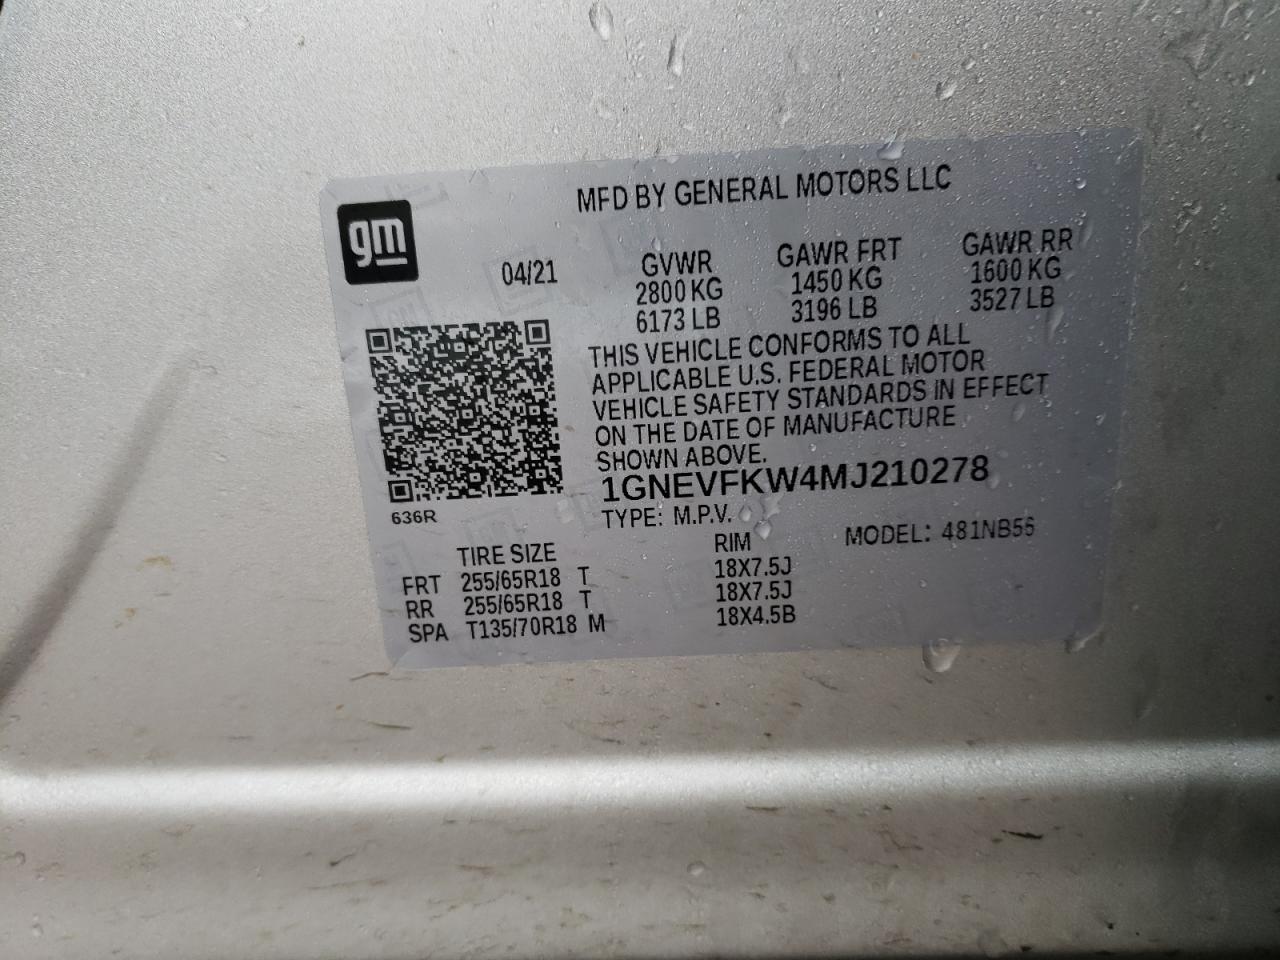 MFD BY GENERAL MOTORS LLC
gm
04/21
GVWR GAWR FRT GAWR RR
2800 KG 1450 KG 1600 KG
6173 LB 3196 LB 3527 LB
THIS VEHICLE CONFORMS TO ALL
APPLICABLE U.S. FEDERAL MOTOR
VEHICLE SAFETY STANDARDS IN EFFECT
ON THE DATE OF MANUFACTURE
SHOWN ABOVE.
1GNEVFKW4MJ210278
636R
TYPE: M.P.V.
MODEL: 481NB56
TIRE SIZE RIM
FRT 255/65R18 T 18X7.5J
RR 255/65R18 T 18X7.5J
SPA T135/70R18 M 18X4.5B